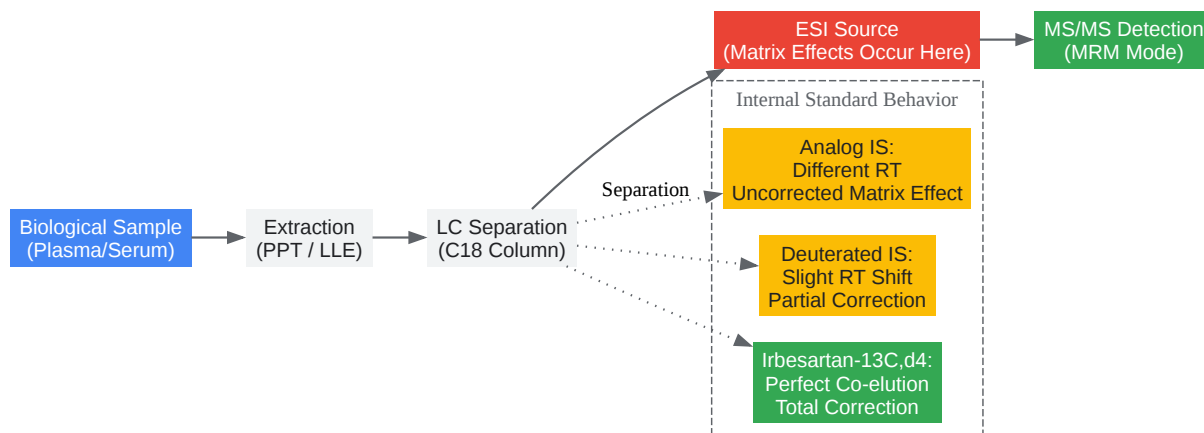 Biological Sample
(Plasma/Serum)
Extraction
(PPT / LLE)
LC Separation
(C18 Column)
Separation
ESI Source
(Matrix Effects Occur Here)
MS/MS Detection
(MRM Mode)
Internal Standard Behavior
Analog IS:
Different RT
Uncorrected Matrix Effect
Deuterated IS:
Slight RT Shift
Partial Correction
Irbesartan-13C,d4:
Perfect Co-elution
Total Correction